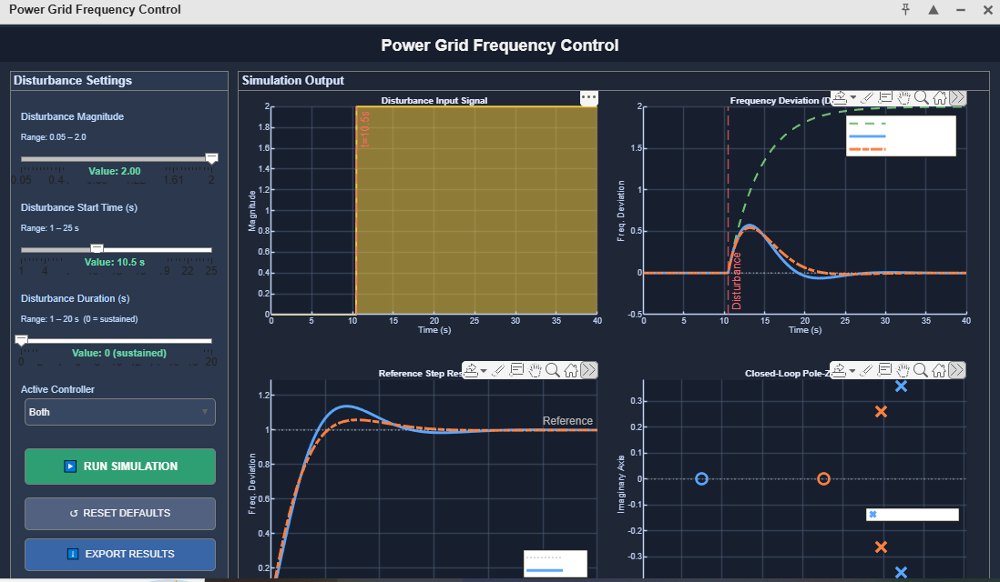 Power Grid Frequency Control
Power Grid Frequency Control
Disturbance Settings
Disturbance Magnitude
Range: 0.05 – 2.0
Value: 2.00
0.05 0.4 1.61 2
Disturbance Start Time (s)
Range: 1 – 25 s
Value: 10.5 s
1 4 22 25
Disturbance Duration (s)
Range: 1 – 20 s (0 = sustained)
Value: 0 (sustained)
0 20
Active Controller
Both
RUN SIMULATION
↺ RESET DEFAULTS
EXPORT RESULTS
Simulation Output
Disturbance Input Signal
2
1.8
1.6
1.4
1.2
1
0.8
0.6
0.4
0.2
0
Magnitude
t=10.5s
0 5 10 15 20 25 30 35 40
Time (s)
Frequency Deviation (D
2
1.5
1
0.5
0
-0.5
Freq. Deviation
Disturbance
0 5 10 15 20 25 30 35 40
Time (s)
Reference Step Res
1.2
1
0.8
0.6
0.4
0.2
Freq. Deviation
Reference
Closed-Loop Pole-Z
0.3
0.2
0.1
0
-0.1
-0.2
-0.3
Imaginary Axis